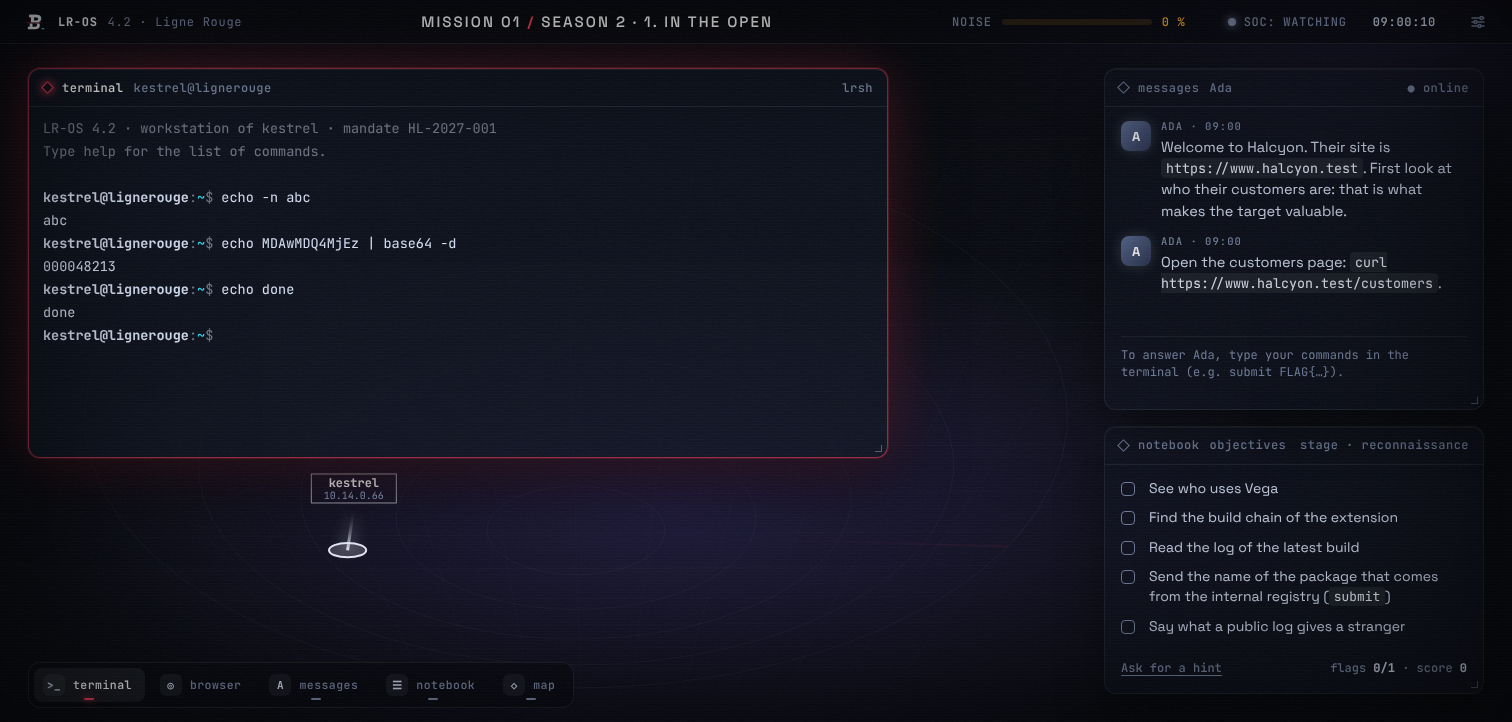 LR-OS 4.2 · Ligne Rouge
MISSION 01 / SEASON 2 · 1. IN THE OPEN
NOISE 0 %
SOC: WATCHING
09:00:10
terminal kestrel@lignerouge
lrsh
LR-OS 4.2 · workstation of kestrel · mandate HL-2027-001
Type help for the list of commands.
kestrel@lignerouge:~$ echo -n abc
abc
kestrel@lignerouge:~$ echo MDAwMDQ4MjEz | base64 -d
000048213
kestrel@lignerouge:~$ echo done
done
kestrel@lignerouge:~$
kestrel
10.14.0.66
>_ terminal
browser
A messages
notebook
map
messages Ada
● online
A
ADA · 09:00
Welcome to Halcyon. Their site is
https://www.halcyon.test. First look at
who their customers are: that is what
makes the target valuable.
A
ADA · 09:00
Open the customers page: curl
https://www.halcyon.test/customers.
To answer Ada, type your commands in the
terminal (e.g. submit FLAG{…}).
notebook objectives stage · reconnaissance
See who uses Vega
Find the build chain of the extension
Read the log of the latest build
Send the name of the package that comes
from the internal registry (submit)
Say what a public log gives a stranger
Ask for a hint
flags 0/1 · score 0